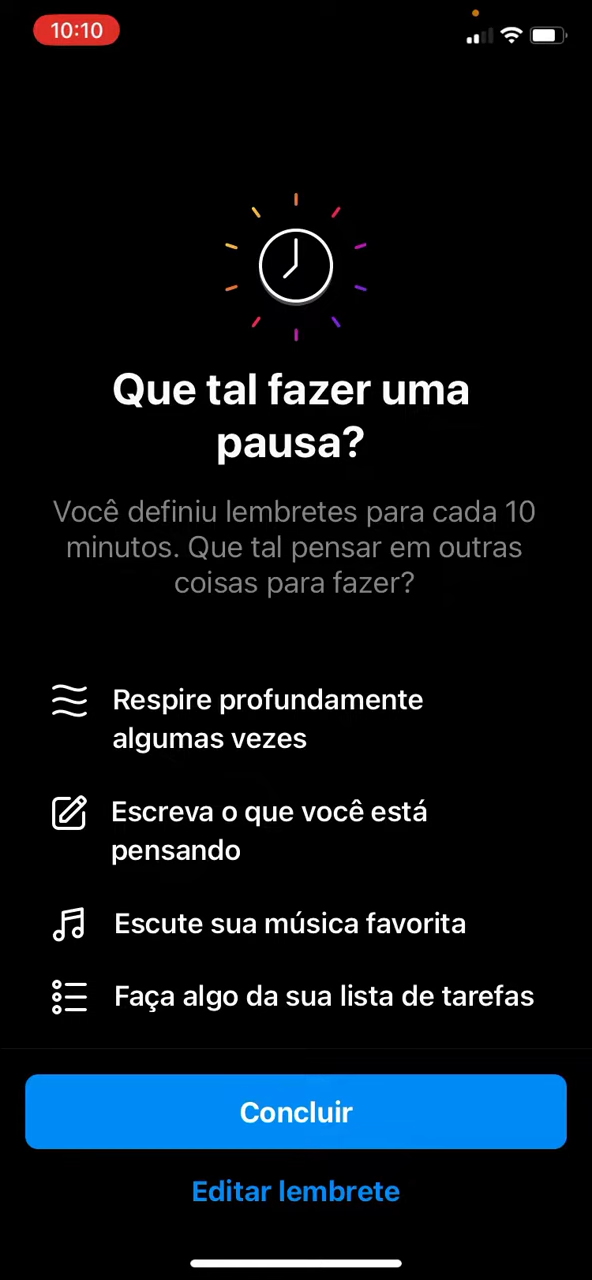 10:10
Que tal fazer uma
pausa?
Você definiu lembretes para cada 10
minutos. Que tal pensar em outras
coisas para fazer?
Respire profundamente
algumas vezes
Escreva o que você está
pensando
Escute sua música favorita
Faça algo da sua lista de tarefas
Concluir
Editar lembrete